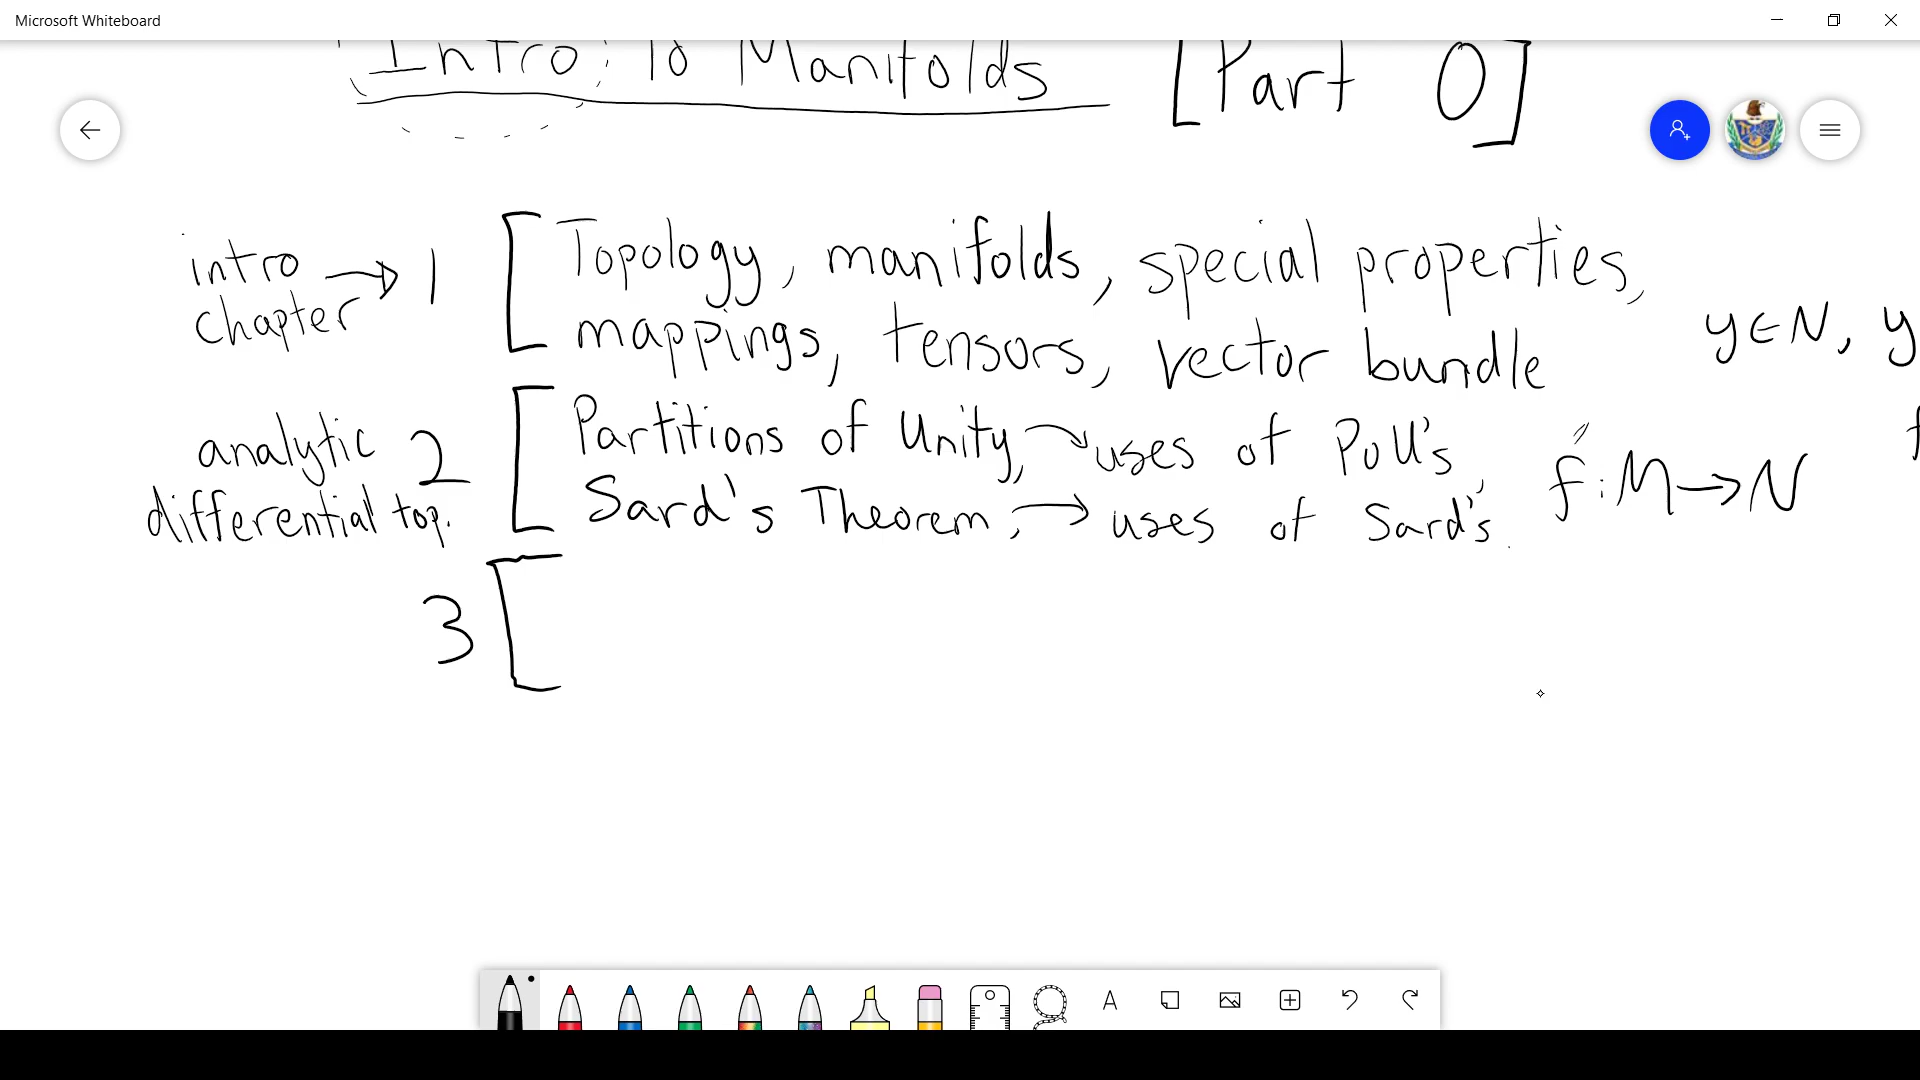 Microsoft Whiteboard
Intro: To Manifolds [Part 0]
intro chapter → 1 [Topology, manifolds, special properties,
mappings, tensors, vector bundle
y∈N, y
analytic differential top. 2 [Partitions of Unity, → uses of PoU's,
Sard's Theorem, → uses of Sard's.
f:M→N
3 [